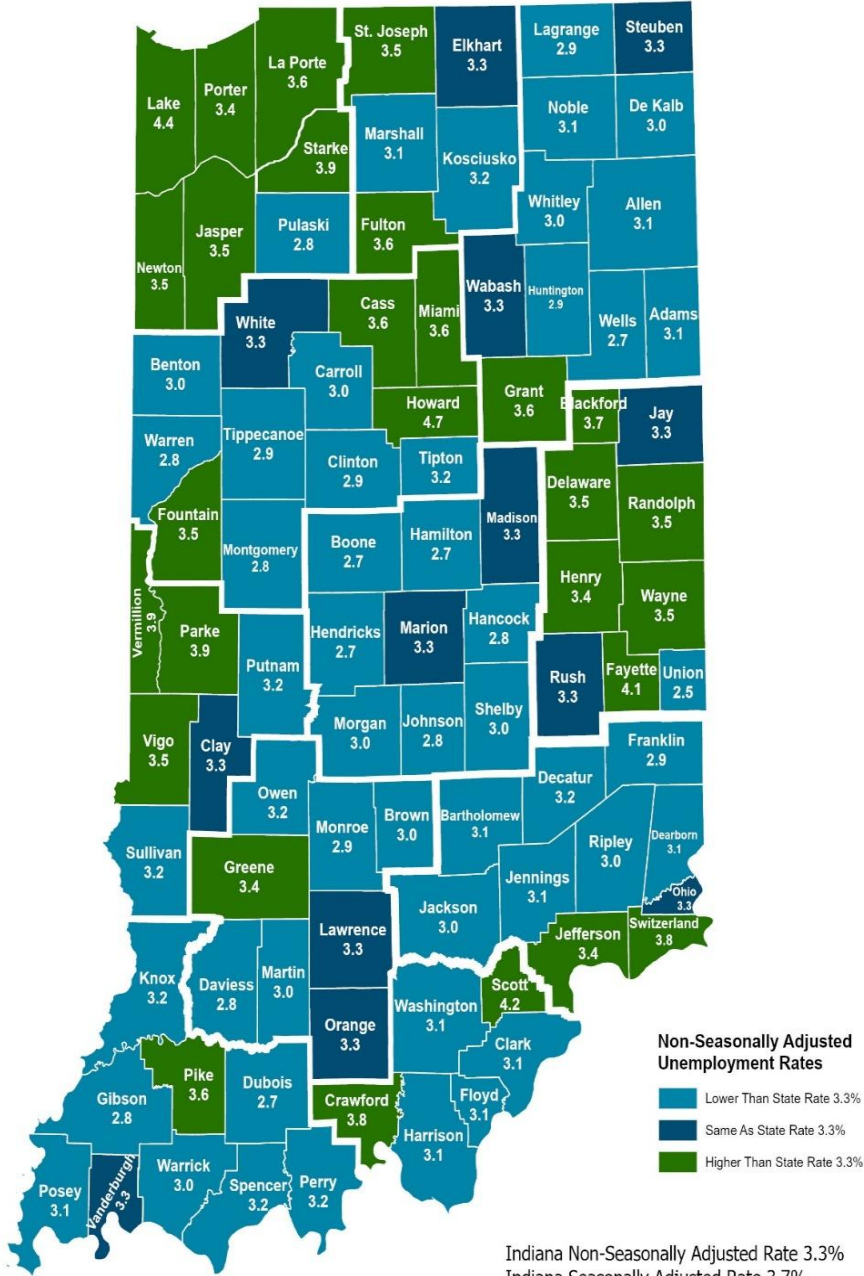 St. Joseph
3.5
Elkhart
3.3
Lagrange
2.9
Steuben
3.3
La Porte
3.6
Porter
3.4
Lake
4.4
Noble
3.1
De Kalb
3.0
Marshall
3.1
Starke
3.9
Kosciusko
3.2
Whitley
3.0
Allen
3.1
Jasper
3.5
Pulaski
2.8
Fulton
3.6
Newton
3.5
Wabash
3.3
Huntington
2.9
Wells
2.7
Adams
3.1
White
3.3
Cass
3.6
Miami
3.6
Benton
3.0
Carroll
3.0
Grant
3.6
Howard
4.7
Blackford
3.7
Jay
3.3
Warren
2.8
Tippecanoe
2.9
Clinton
2.9
Tipton
3.2
Delaware
3.5
Randolph
3.5
Fountain
3.5
Madison
3.3
Montgomery
2.8
Boone
2.7
Hamilton
2.7
Henry
3.4
Wayne
3.5
Vermillion
3.9
Parke
3.9
Hendricks
2.7
Marion
3.3
Hancock
2.8
Putnam
3.2
Rush
3.3
Fayette
4.1
Union
2.5
Morgan
3.0
Johnson
2.8
Shelby
3.0
Vigo
3.5
Clay
3.3
Franklin
2.9
Owen
3.2
Decatur
3.2
Monroe
2.9
Brown
3.0
Bartholomew
3.1
Ripley
3.0
Dearborn
3.1
Sullivan
3.2
Greene
3.4
Jennings
3.1
Ohio
3.3
Jackson
3.0
Lawrence
3.3
Jefferson
3.4
Switzerland
3.8
Knox
3.2
Daviess
2.8
Martin
3.0
Scott
4.2
Washington
3.1
Orange
3.3
Clark
3.1
Pike
3.6
Dubois
2.7
Gibson
2.8
Crawford
3.8
Floyd
3.1
Harrison
3.1
Posey
3.1
Vanderburgh
3.3
Warrick
3.0
Spencer
3.2
Perry
3.2
Non-Seasonally Adjusted
Unemployment Rates
Lower Than State Rate 3.3%
Same As State Rate 3.3%
Higher Than State Rate 3.3%
Indiana Non-Seasonally Adjusted Rate 3.3%
Indiana Seasonally Adjusted Rate 3.7%